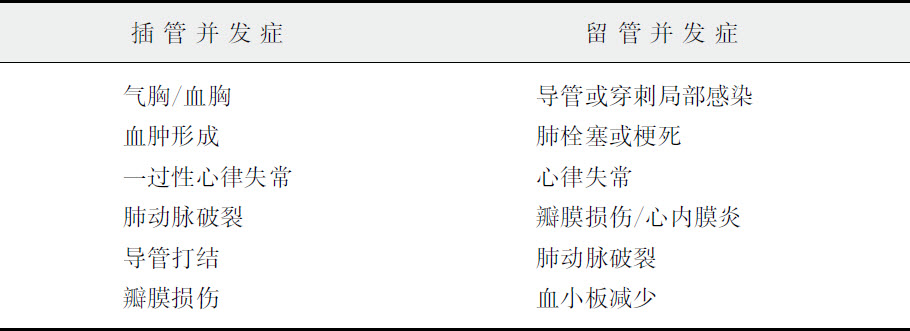 插管并发症 留管并发症
气胸/血胸 导管或穿刺局部感染
血肿形成 肺栓塞或梗死
一过性心律失常 心律失常
肺动脉破裂 瓣膜损伤/心内膜炎
导管打结 肺动脉破裂
瓣膜损伤 血小板减少